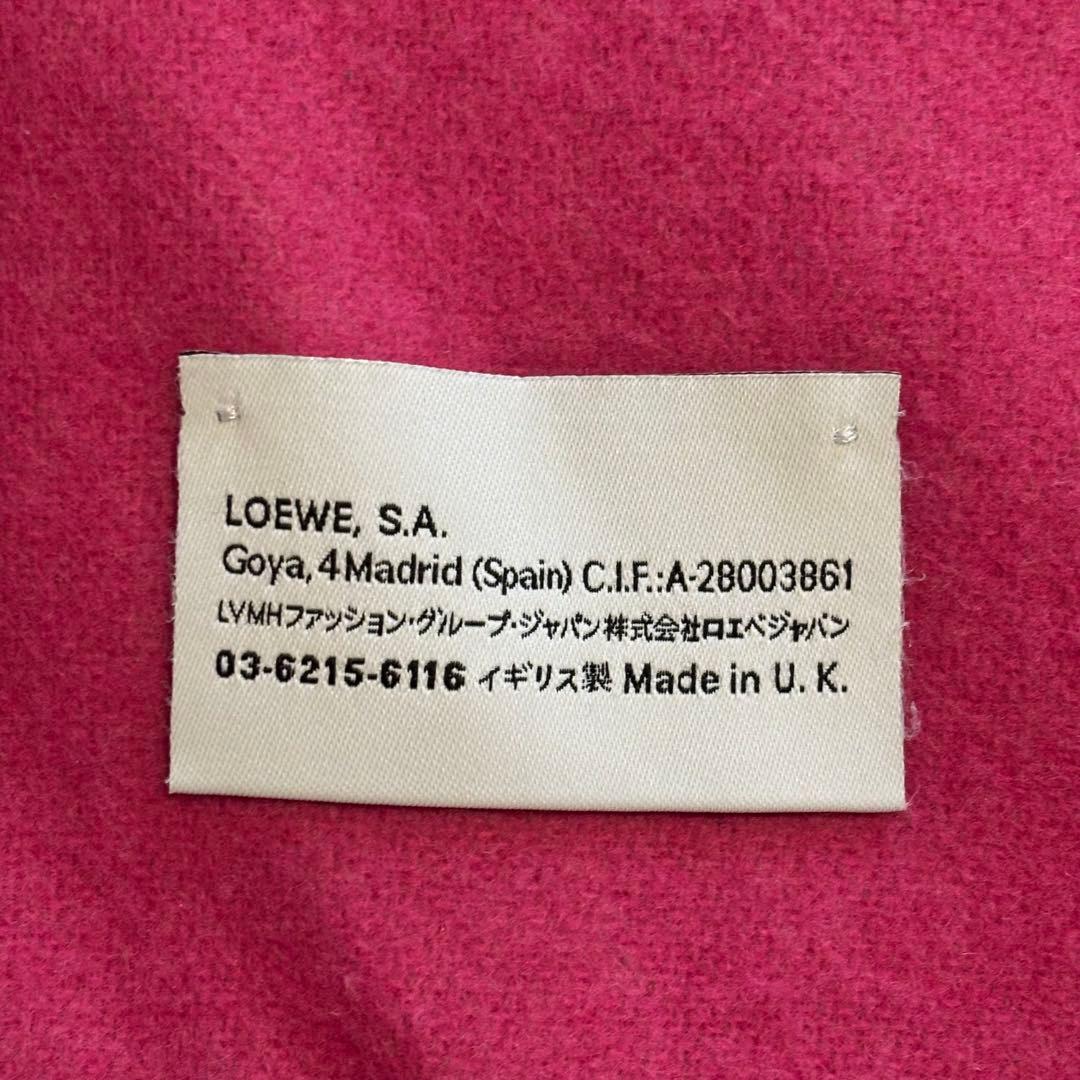 LOEWE, S.A.
Goya, 4 Madrid (Spain) C.I.F.:A-28003861
LVMHファッション・グループ・ジャパン株式会社ロエベジャパン
03-6215-6116 イギリス製 Made in U. K.